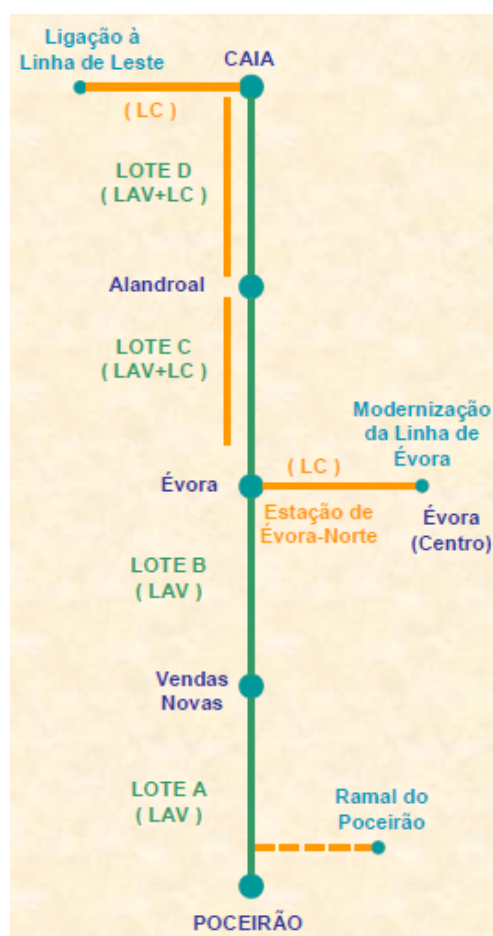 Ligação à
Linha de Leste
CAIA
( LC )
LOTE D
( LAV+LC )
Alandroal
LOTE C
( LAV+LC )
Modernização
da Linha de
Évora
( LC )
Évora
Estação de
Évora-Norte
Évora
(Centro)
LOTE B
( LAV )
Vendas
Novas
LOTE A
( LAV )
Ramal do
Poceirão
POCEIRÃO